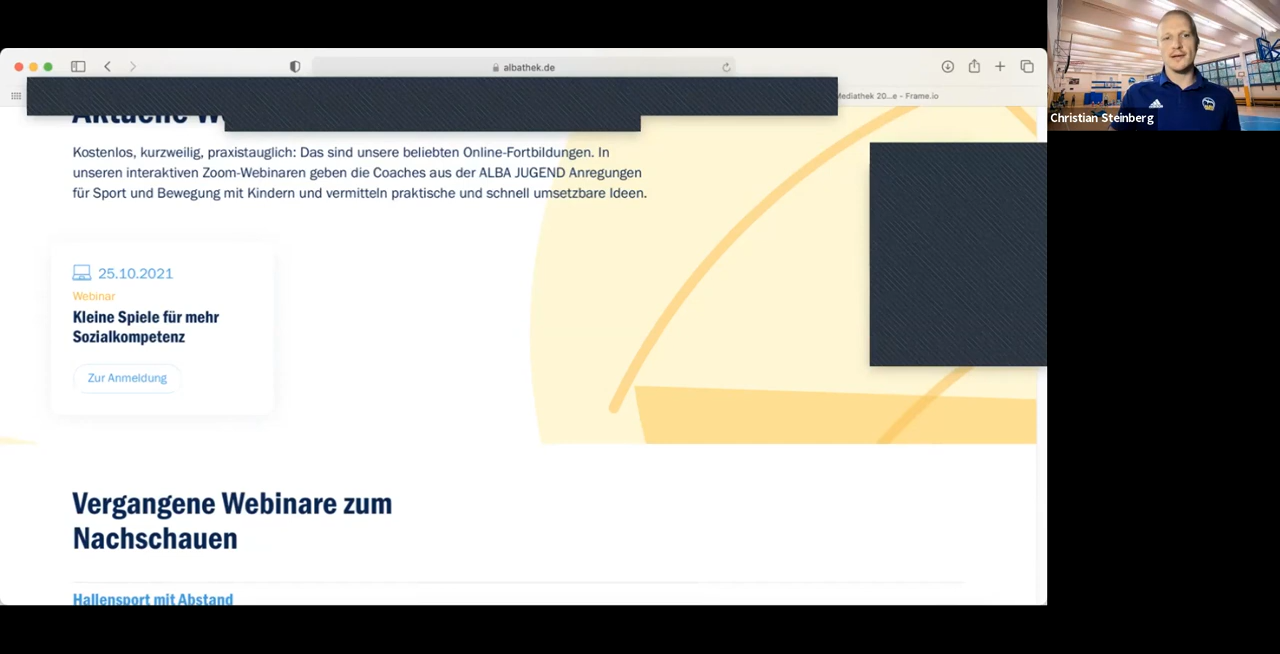 albathek.de
Mediathek 20...e - Frame.io
Christian Steinberg
Aktuelle
Kostenlos, kurzweilig, praxistauglich: Das sind unsere beliebten Online-Fortbildungen. In
unseren interaktiven Zoom-Webinaren geben die Coaches aus der ALBA JUGEND Anregungen
für Sport und Bewegung mit Kindern und vermitteln praktische und schnell umsetzbare Ideen.
25.10.2021
Webinar
Kleine Spiele für mehr
Sozialkompetenz
Zur Anmeldung
Vergangene Webinare zum
Nachschauen
Hallensport mit Abstand